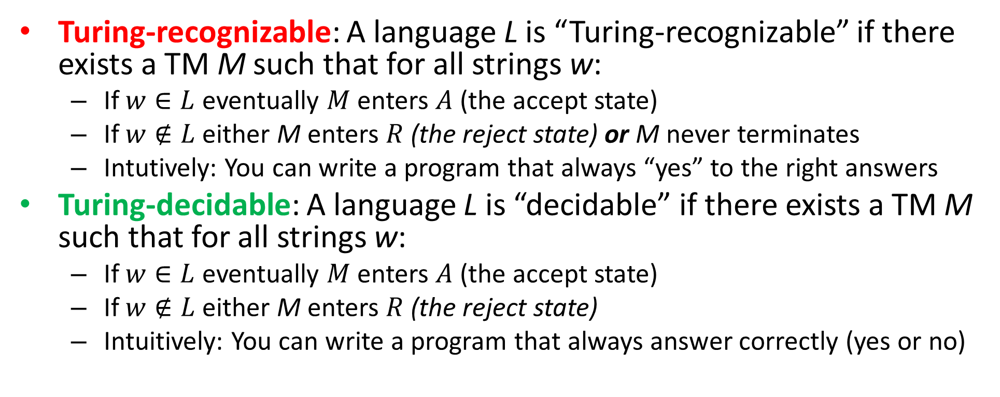 • Turing-recognizable: A language L is “Turing-recognizable” if there
exists a TM M such that for all strings w:
– If w ∈ L eventually M enters A (the accept state)
– If w ∉ L either M enters R (the reject state) or M never terminates
– Intutively: You can write a program that always “yes” to the right answers
• Turing-decidable: A language L is “decidable” if there exists a TM M
such that for all strings w:
– If w ∈ L eventually M enters A (the accept state)
– If w ∉ L either M enters R (the reject state)
– Intuitively: You can write a program that always answer correctly (yes or no)